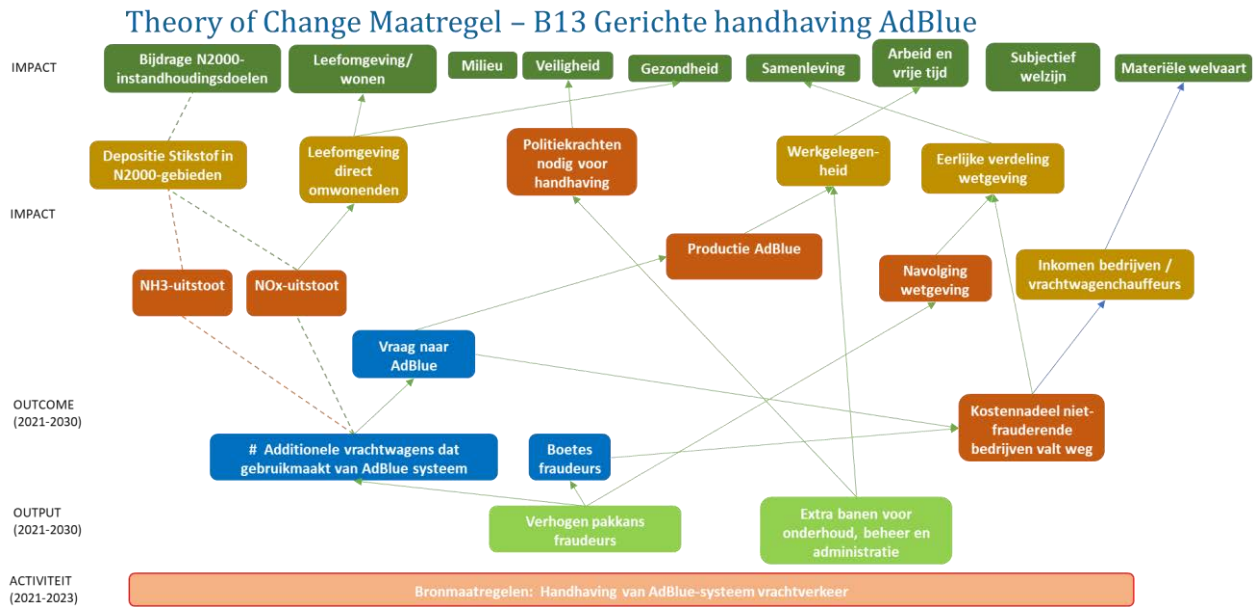 Theory of Change Maatregel – B13 Gerichte handhaving AdBlue
IMPACT
Bijdrage N2000-
instandhoudingsdoelen
Leefomgeving/
wonen
Milieu
Veiligheid
Gezondheid
Samenleving
Arbeid en
vrije tijd
Subjectief
welzijn
Materiële welvaart
Depositie Stikstof in
N2000-gebieden
Leefomgeving
direct
omwonenden
Politiekrachten
nodig voor
handhaving
Werkgelegen-
heid
Eerlijke verdeling
wetgeving
IMPACT
NH3-uitstoot
NOx-uitstoot
Productie AdBlue
Navolging
wetgeving
Inkomen bedrijven /
vrachtwagenchauffeurs
Vraag naar
AdBlue
OUTCOME
(2021-2030)
# Additionele vrachtwagens dat
gebruikmaakt van AdBlue systeem
Boetes
fraudeurs
Kostennadeel niet-
frauderende
bedrijven valt weg
OUTPUT
(2021-2030)
Verhogen pakkans
fraudeurs
Extra banen voor
onderhoud, beheer en
administratie
ACTIVITEIT
(2021-2023)
Bronmaatregelen: Handhaving van AdBlue-systeem vrachtverkeer